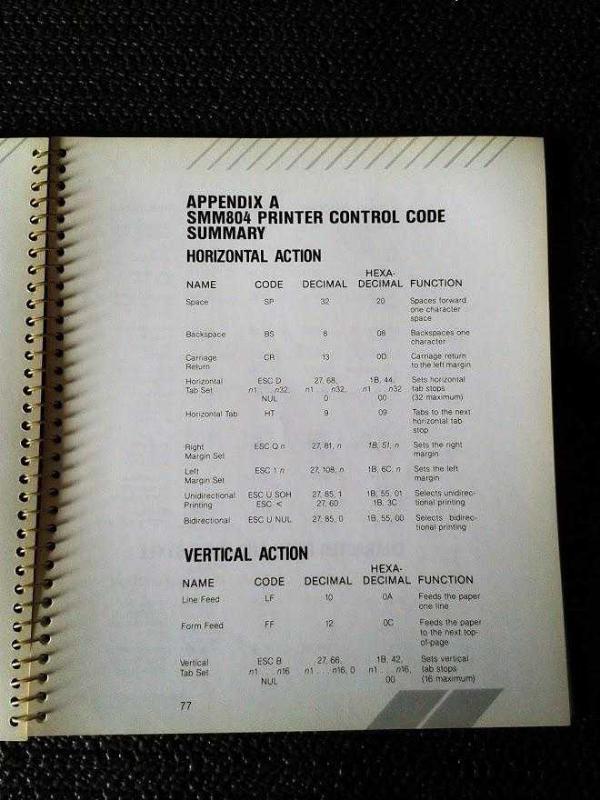 APPENDIX A
SMM804 PRINTER CONTROL CODE
SUMMARY
HORIZONTAL ACTION
HEXA-
NAME CODE DECIMAL DECIMAL FUNCTION
Space SP 32 20 Spaces forward
one character
space
Backspace BS 8 08 Backspaces one
character
Carriage CR 13 0D Carriage return
Return to the left margin
Horizontal ESC D 27, 68, 1B, 44, Sets horizontal
Tab Set n1 . . . n32, n1 . . . n32, n1 . . . n32 tab stops
NUL 0 00 (32 maximum)
Horizontal Tab HT 9 09 Tabs to the next
horizontal tab
stop
Right ESC Q n 27, 81, n 1B, 51, n Sets the right
Margin Set margin
Left ESC 1 n 27, 108, n 1B, 6C, n Sets the left
Margin Set margin
Unidirectional ESC U SOH 27, 85, 1 1B, 55, 01 Selects unidirec-
Printing ESC < 27, 60 1B, 3C tional printing
Bidirectional ESC U NUL 27, 85, 0 1B, 55, 00 Selects bidirec-
tional printing
VERTICAL ACTION
HEXA-
NAME CODE DECIMAL DECIMAL FUNCTION
Line Feed LF 10 0A Feeds the paper
one line
Form Feed FF 12 0C Feeds the paper
to the next top-
of-page
Vertical ESC B 27, 66, 1B, 42, Sets vertical
Tab Set n1 . . . n16 n1 . . . n16, 0 n1 . . . n16, tab stops
NUL 00 (16 maximum)
77